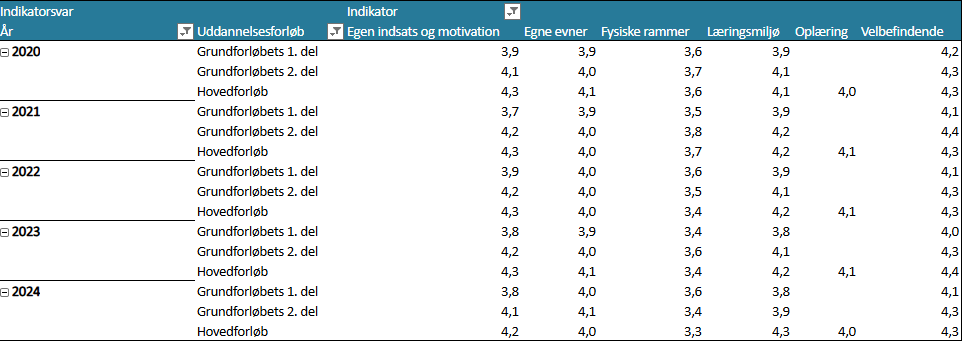 Indikatorsvar Indikator
År Uddannelsesforløb Egen indsats og motivation Egne evner Fysiske rammer Læringsmiljø Oplæring Velbefindende
2020 Grundforløbets 1. del 3,9 3,9 3,6 3,9 4,2
Grundforløbets 2. del 4,1 4,0 3,7 4,1 4,3
Hovedforløb 4,3 4,1 3,6 4,1 4,0 4,3
2021 Grundforløbets 1. del 3,7 3,9 3,5 3,9 4,1
Grundforløbets 2. del 4,2 4,0 3,8 4,2 4,4
Hovedforløb 4,3 4,0 3,7 4,2 4,1 4,3
2022 Grundforløbets 1. del 3,9 4,0 3,6 3,9 4,1
Grundforløbets 2. del 4,2 4,0 3,5 4,1 4,3
Hovedforløb 4,3 4,0 3,4 4,2 4,1 4,3
2023 Grundforløbets 1. del 3,8 3,9 3,4 3,8 4,0
Grundforløbets 2. del 4,2 4,0 3,6 4,1 4,3
Hovedforløb 4,3 4,1 3,4 4,2 4,1 4,4
2024 Grundforløbets 1. del 3,8 4,0 3,6 3,8 4,1
Grundforløbets 2. del 4,1 4,1 3,4 3,9 4,3
Hovedforløb 4,2 4,0 3,3 4,3 4,0 4,3